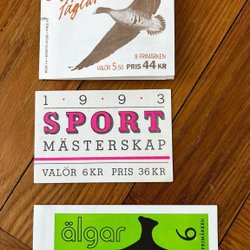 fåglar
8 FRIMÄRKEN
VALÖR 5.50 PRIS 44 KR
1 • 9 • 9 • 3
SPORT
MÄSTERSKAP
VALÖR 6KR PRIS 36KR
älgar
6
FRIMÄRKEN